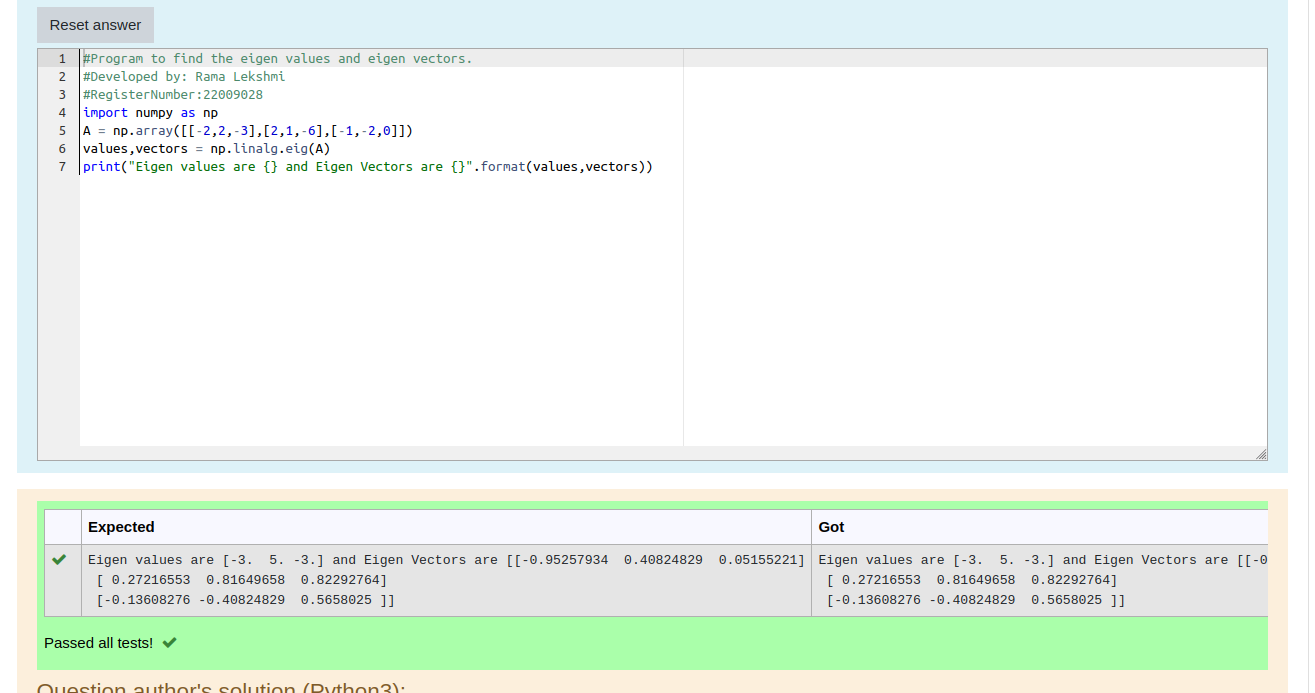 Reset answer
1 #Program to find the eigen values and eigen vectors.
2 #Developed by: Rama Lekshmi
3 #RegisterNumber:22009028
4 import numpy as np
5 A = np.array([[-2,2,-3],[2,1,-6],[-1,-2,0]])
6 values,vectors = np.linalg.eig(A)
7 print("Eigen values are {} and Eigen Vectors are {}".format(values,vectors))
Expected Got
Eigen values are [-3.  5. -3.] and Eigen Vectors are [[-0.95257934  0.40824829  0.05155221] Eigen values are [-3.  5. -3.] and Eigen Vectors are [[-0
[ 0.27216553  0.81649658  0.82292764] [ 0.27216553  0.81649658  0.82292764]
[-0.13608276 -0.40824829  0.5658025 ]] [-0.13608276 -0.40824829  0.5658025 ]]
Passed all tests!
Question author's solution (Python3):